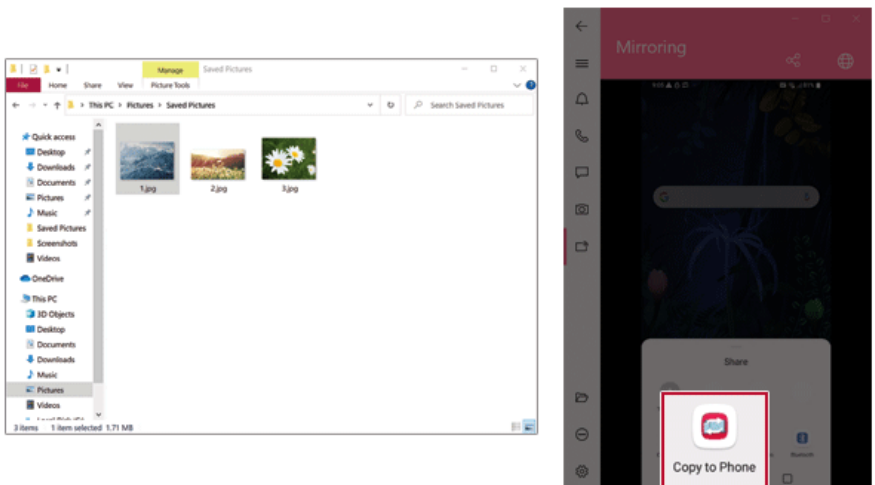 Manage
Saved Pictures
File
Home
Share
View
Picture Tools
This PC > Pictures > Saved Pictures
Search Saved Pictures
Quick access
Desktop
Downloads
Documents
Pictures
Music
Saved Pictures
Screenshots
Videos
OneDrive
This PC
3D Objects
Desktop
Documents
Downloads
Music
Pictures
Videos
1.jpg
2.jpg
3.jpg
3 items
1 item selected 1.71 MB
Mirroring
Share
Bluetooth
Copy to Phone